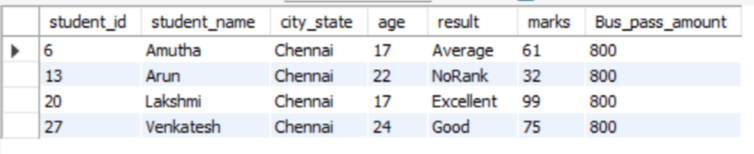 student_id student_name city_state age result marks Bus_pass_amount
6 Amutha Chennai 17 Average 61 800
13 Arun Chennai 22 NoRank 32 800
20 Lakshmi Chennai 17 Excellent 99 800
27 Venkatesh Chennai 24 Good 75 800